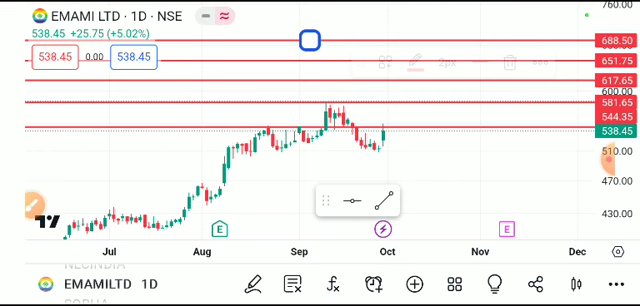 EMAMI LTD · 1D · NSE
538.45 +25.75 (+5.02%)
538.45 0.00 538.45
760.00
688.50
651.75
617.65
600.00
581.65
544.35
538.45
510.00
470.00
430.00
2px
E
E
Jul Aug Sep Oct Nov Dec
NECINDIA
EMAMILTD 1D